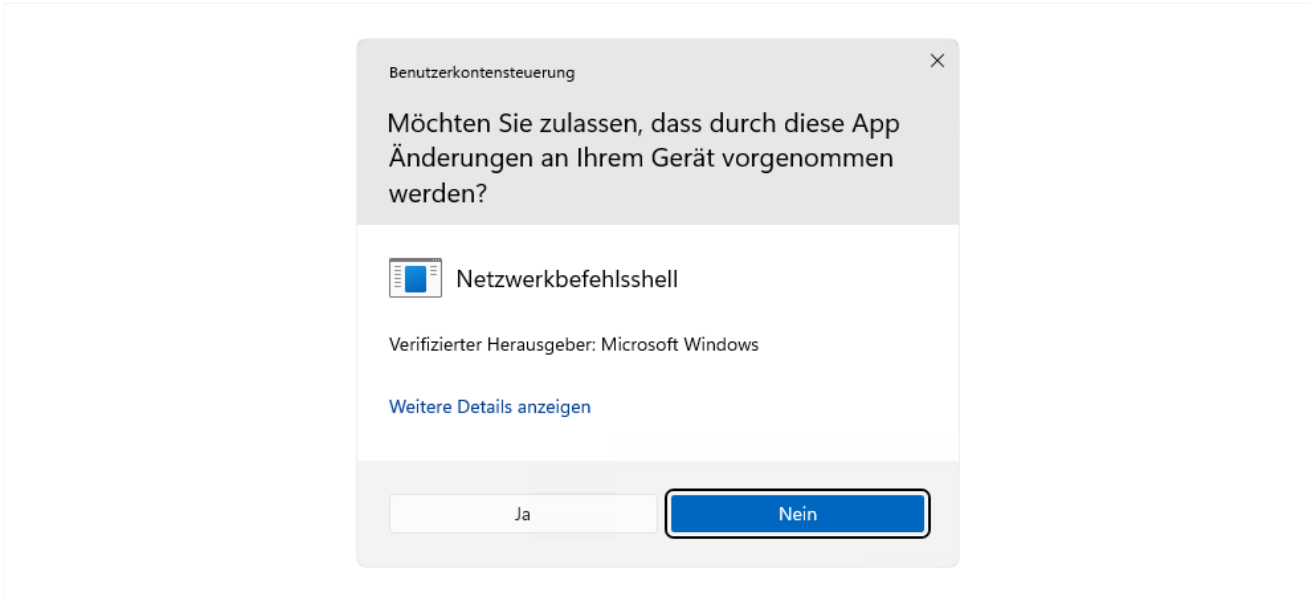 Benutzerkontensteuerung
Möchten Sie zulassen, dass durch diese App
Änderungen an Ihrem Gerät vorgenommen
werden?
Netzwerkbefehlsshell
Verifizierter Herausgeber: Microsoft Windows
Weitere Details anzeigen
Ja
Nein